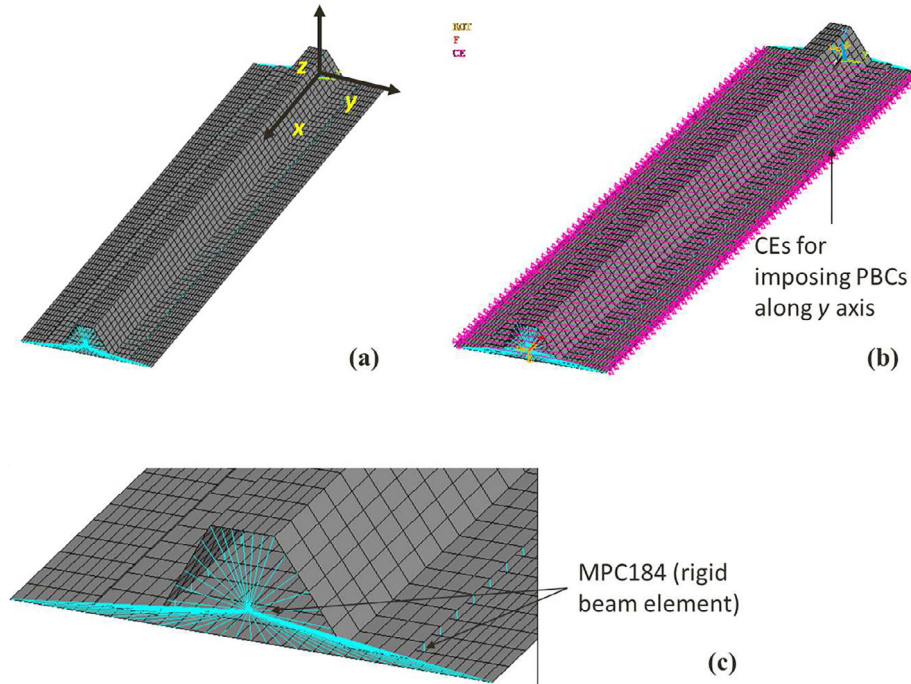 z
y
x
(a)
ROT
F
CE
CEs for
imposing PBCs
along y axis
(b)
MPC184 (rigid
beam element)
(c)